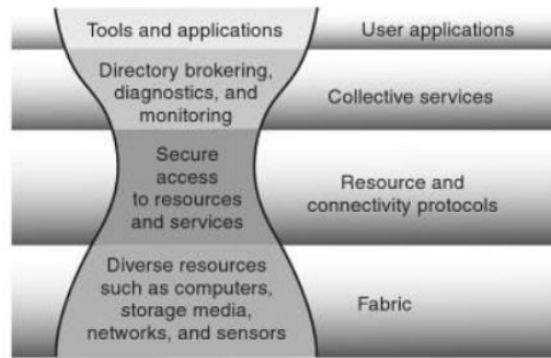 Tools and applications
User applications
Directory brokering,
diagnostics, and
monitoring
Collective services
Secure
access
to resources
and services
Resource and
connectivity protocols
Diverse resources
such as computers,
storage media,
networks, and sensors
Fabric